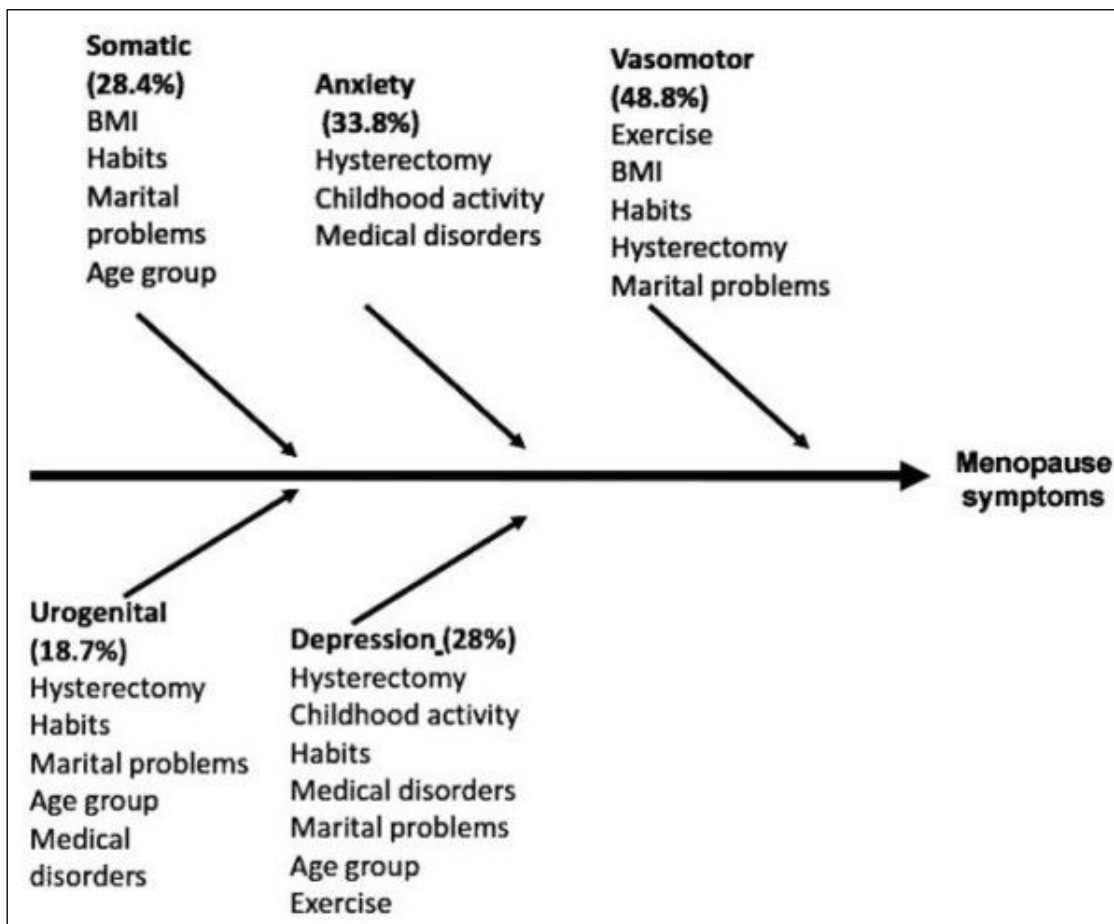 Somatic
(28.4%)
BMI
Habits
Marital
problems
Age group
Anxiety
(33.8%)
Hysterectomy
Childhood activity
Medical disorders
Vasomotor
(48.8%)
Exercise
BMI
Habits
Hysterectomy
Marital problems
Menopause
symptoms
Urogenital
(18.7%)
Hysterectomy
Habits
Marital problems
Age group
Medical
disorders
Depression (28%)
Hysterectomy
Childhood activity
Habits
Medical disorders
Marital problems
Age group
Exercise